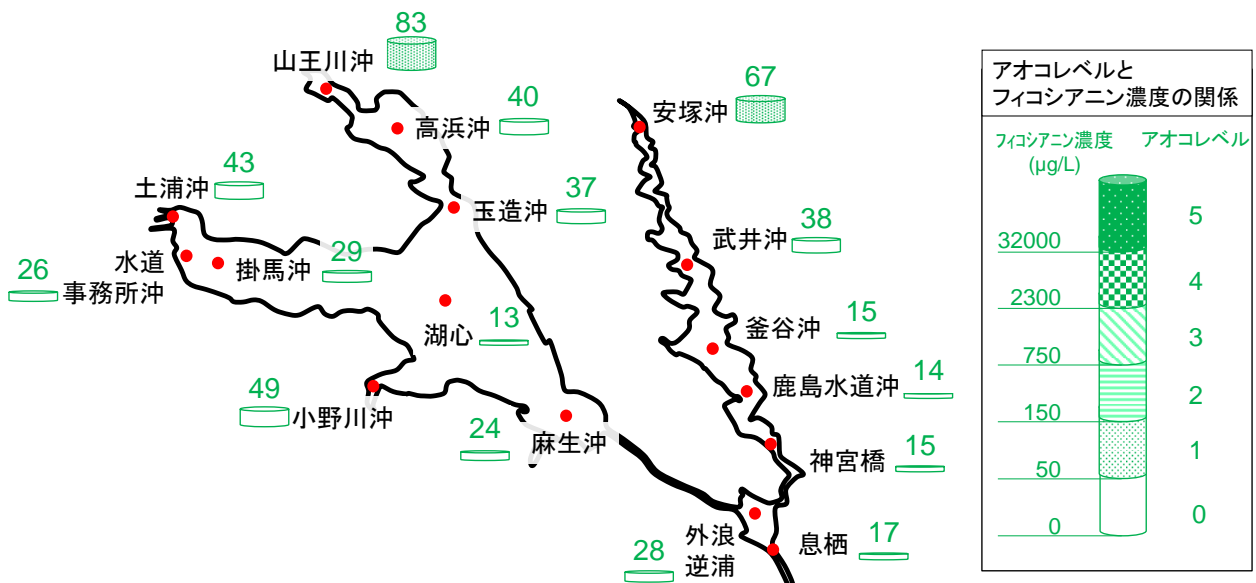 83
山王川沖
40
高浜沖
43
土浦沖
37
玉造沖
29
掛馬沖
26
水道
事務所沖
13
湖心
49
小野川沖
24
麻生沖
67
安塚沖
38
武井沖
15
釜谷沖
14
鹿島水道沖
15
神宮橋
28
外浪
逆浦
17
息栖
アオコレベルと
フィコシアニン濃度の関係
フィコシアニン濃度
(μg/L)
アオコレベル
5
32000
4
2300
3
750
2
150
1
50
0
0